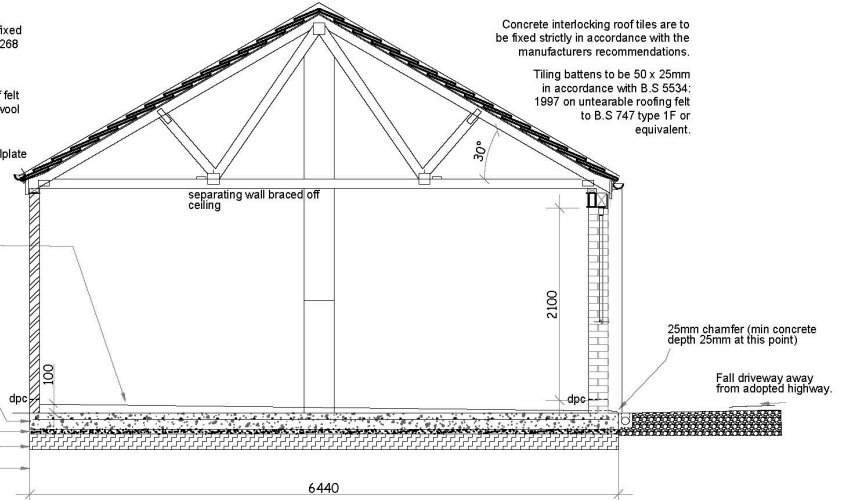 fixed
268
felt
wool
lplate
Concrete interlocking roof tiles are to
be fixed strictly in accordance with the
manufacturers recommendations.
Tiling battens to be 50 x 25mm
in accordance with B.S 5534:
1997 on untearable roofing felt
to B.S 747 type 1F or
equivalent.
30°
separating wall braced off
ceiling
2100
100
25mm chamfer (min concrete
depth 25mm at this point)
Fall driveway away
from adopted highway.
dpc
dpc
6440